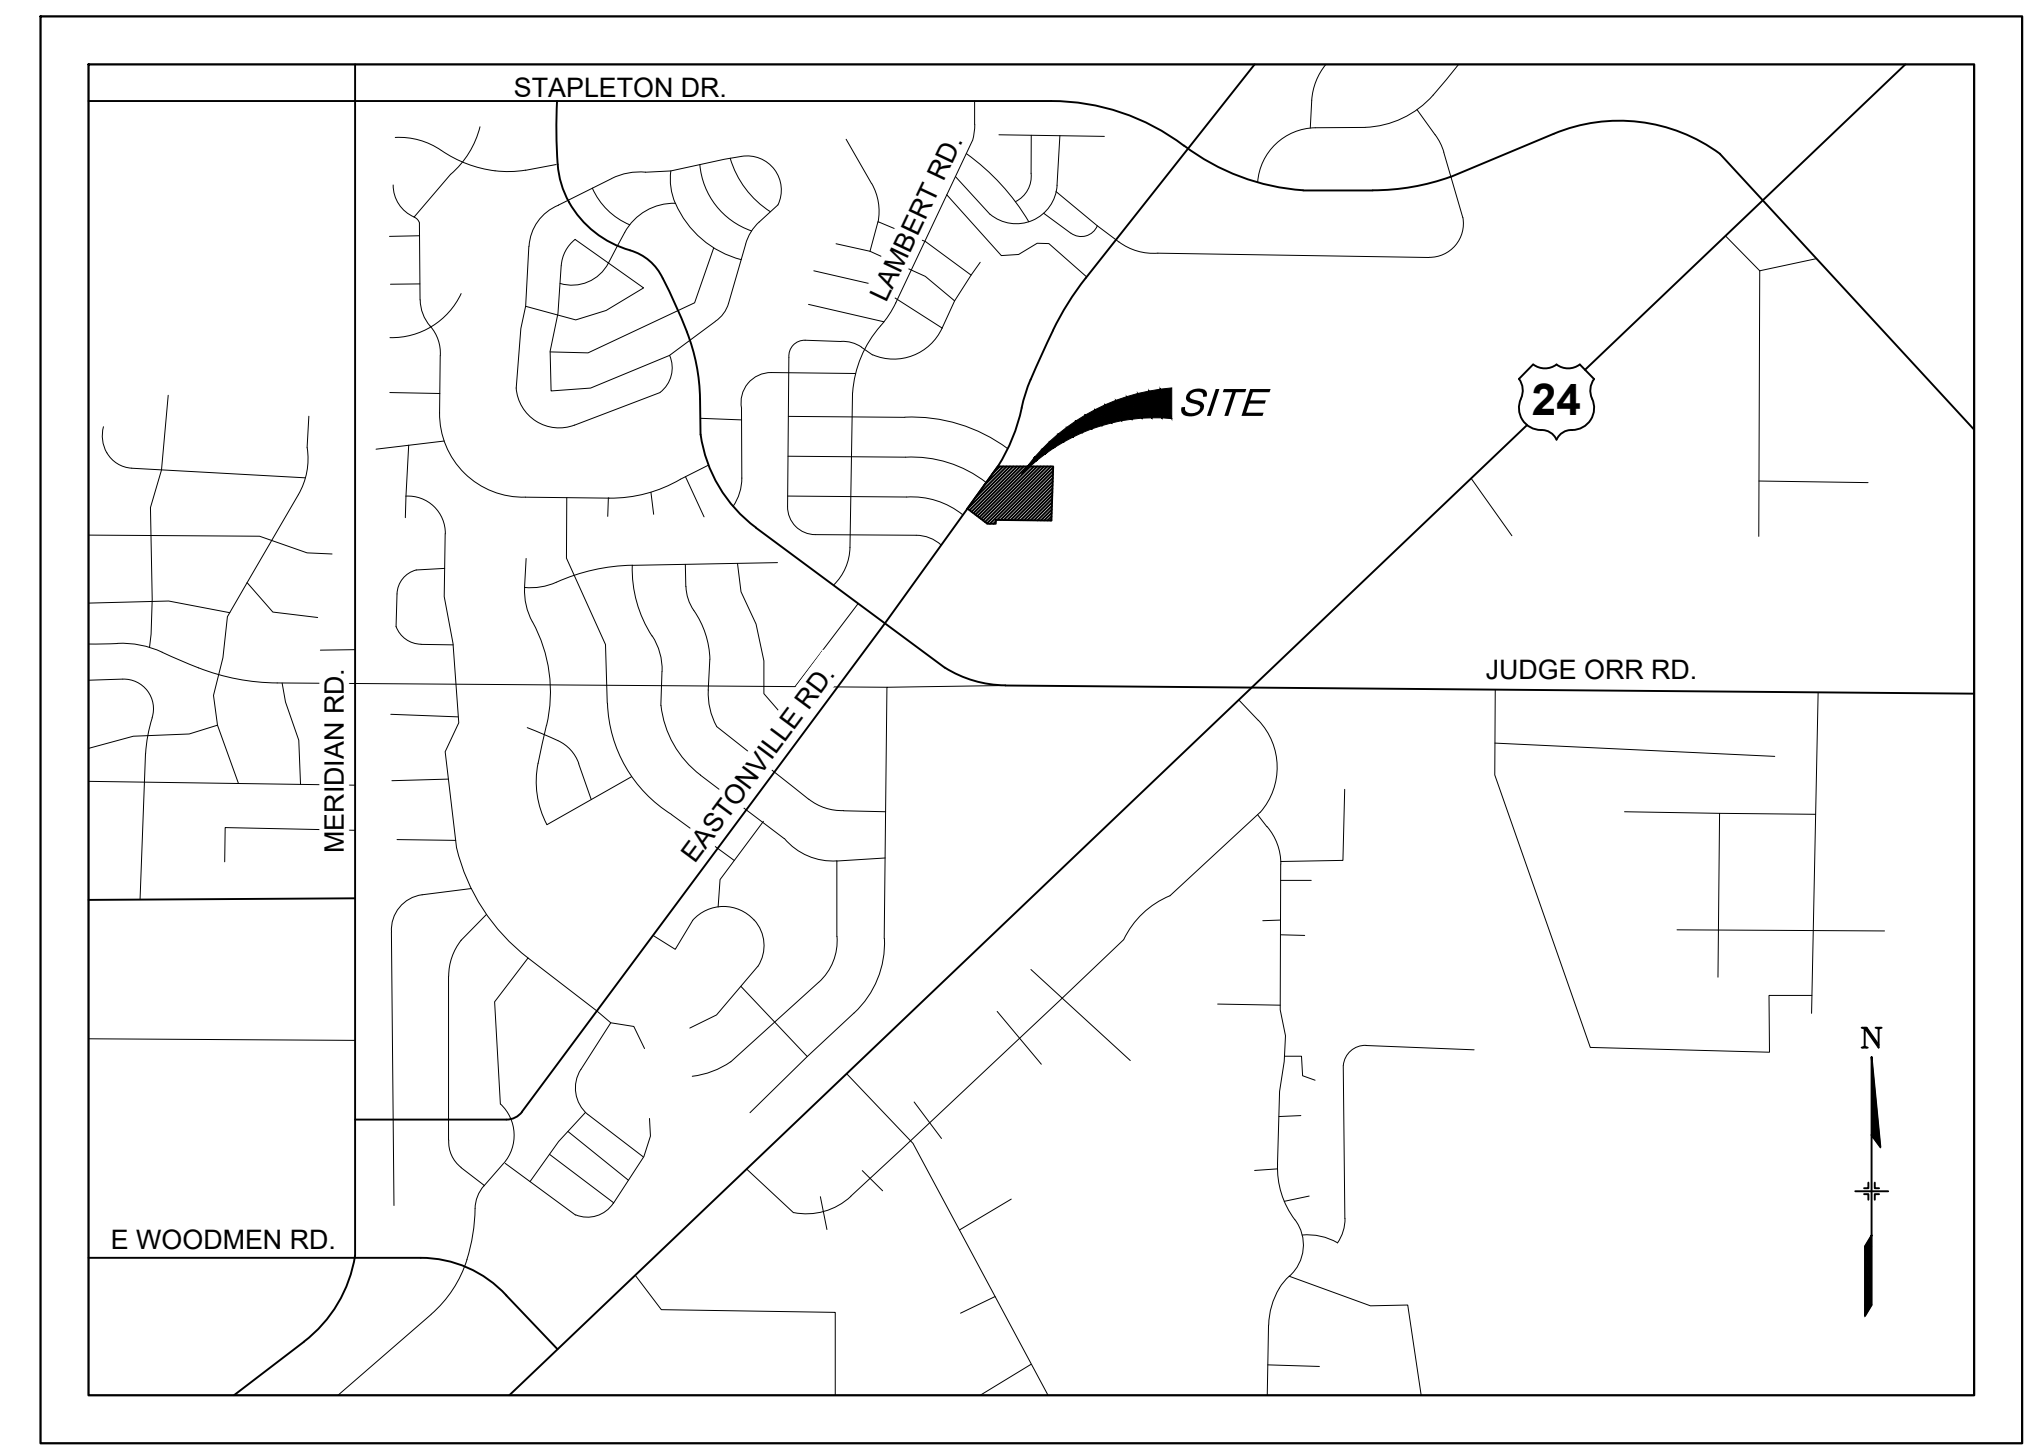 STAPLETON DR.
LAMBERT RD.
SITE
24
JUDGE ORR RD.
MERIDIAN RD.
EASTONVILLE RD.
N
E WOODMEN RD.